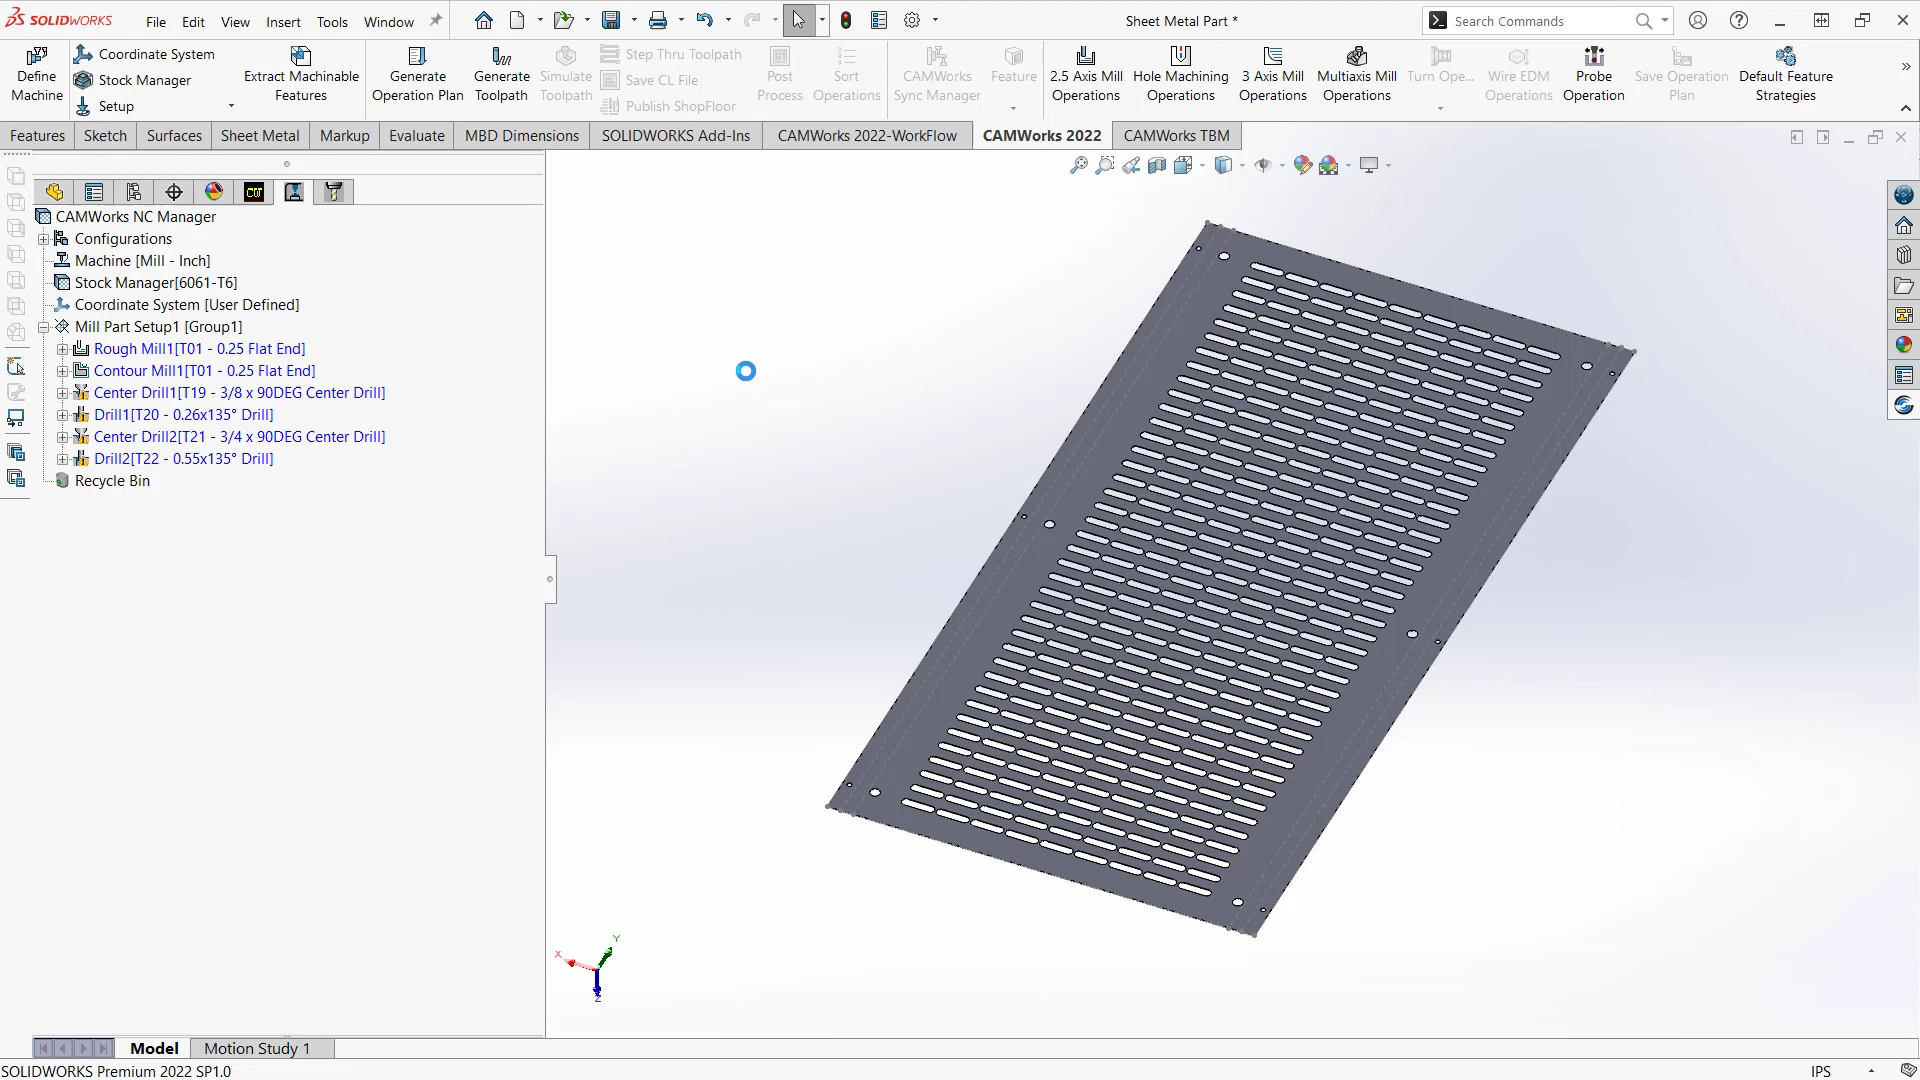 SOLIDWORKS File Edit View Insert Tools Window Sheet Metal Part * Search Commands
Define Machine
Coordinate System
Stock Manager
Setup
Extract Machinable Features
Generate Operation Plan
Generate Toolpath
Simulate Toolpath
Step Thru Toolpath
Save CL File
Publish ShopFloor
Post Process
Sort Operations
CAMWorks Sync Manager
Feature
2.5 Axis Mill Operations
Hole Machining Operations
3 Axis Mill Operations
Multiaxis Mill Operations
Turn Ope...
Wire EDM Operations
Probe Operation
Save Operation Plan
Default Feature Strategies
Features Sketch Surfaces Sheet Metal Markup Evaluate MBD Dimensions SOLIDWORKS Add-Ins CAMWorks 2022-WorkFlow CAMWorks 2022 CAMWorks TBM
CAMWorks NC Manager
Configurations
Machine [Mill - Inch]
Stock Manager[6061-T6]
Coordinate System [User Defined]
Mill Part Setup1 [Group1]
Rough Mill1[T01 - 0.25 Flat End]
Contour Mill1[T01 - 0.25 Flat End]
Center Drill1[T19 - 3/8 x 90DEG Center Drill]
Drill1[T20 - 0.26x135° Drill]
Center Drill2[T21 - 3/4 x 90DEG Center Drill]
Drill2[T22 - 0.55x135° Drill]
Recycle Bin
Y
X
Z
Model Motion Study 1
SOLIDWORKS Premium 2022 SP1.0 IPS